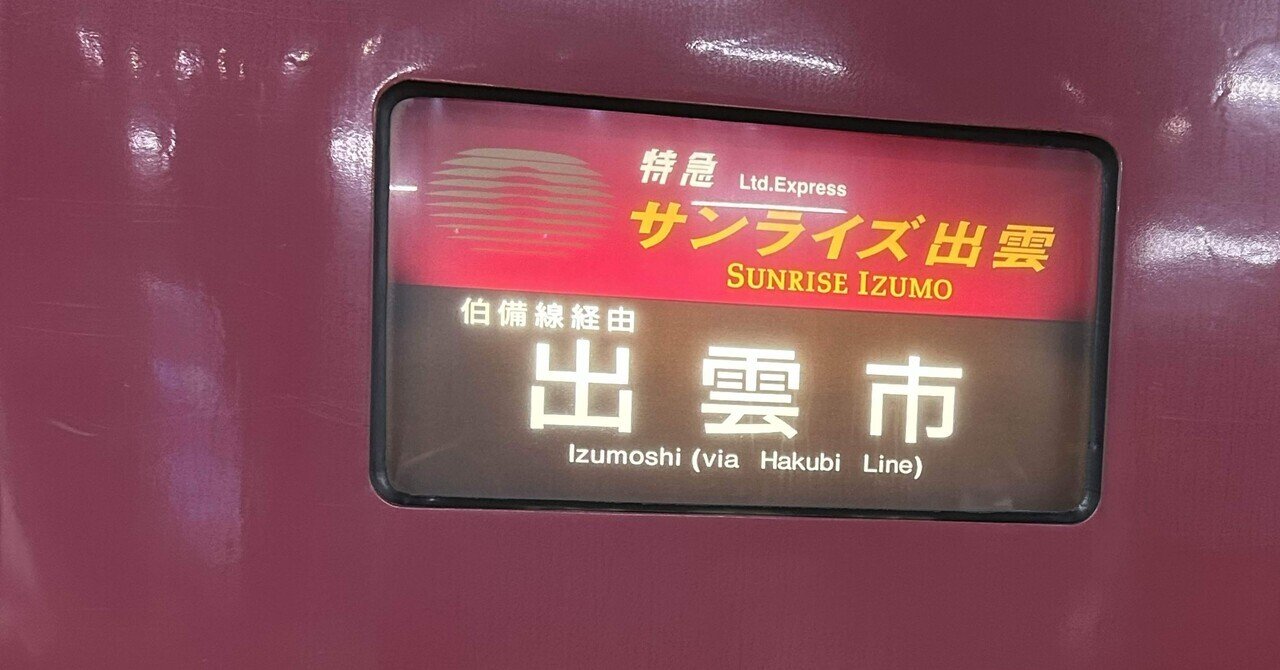 特急 Ltd.Express
サンライズ出雲
SUNRISE IZUMO
伯備線経由
出雲市
Izumoshi (via Hakubi Line)